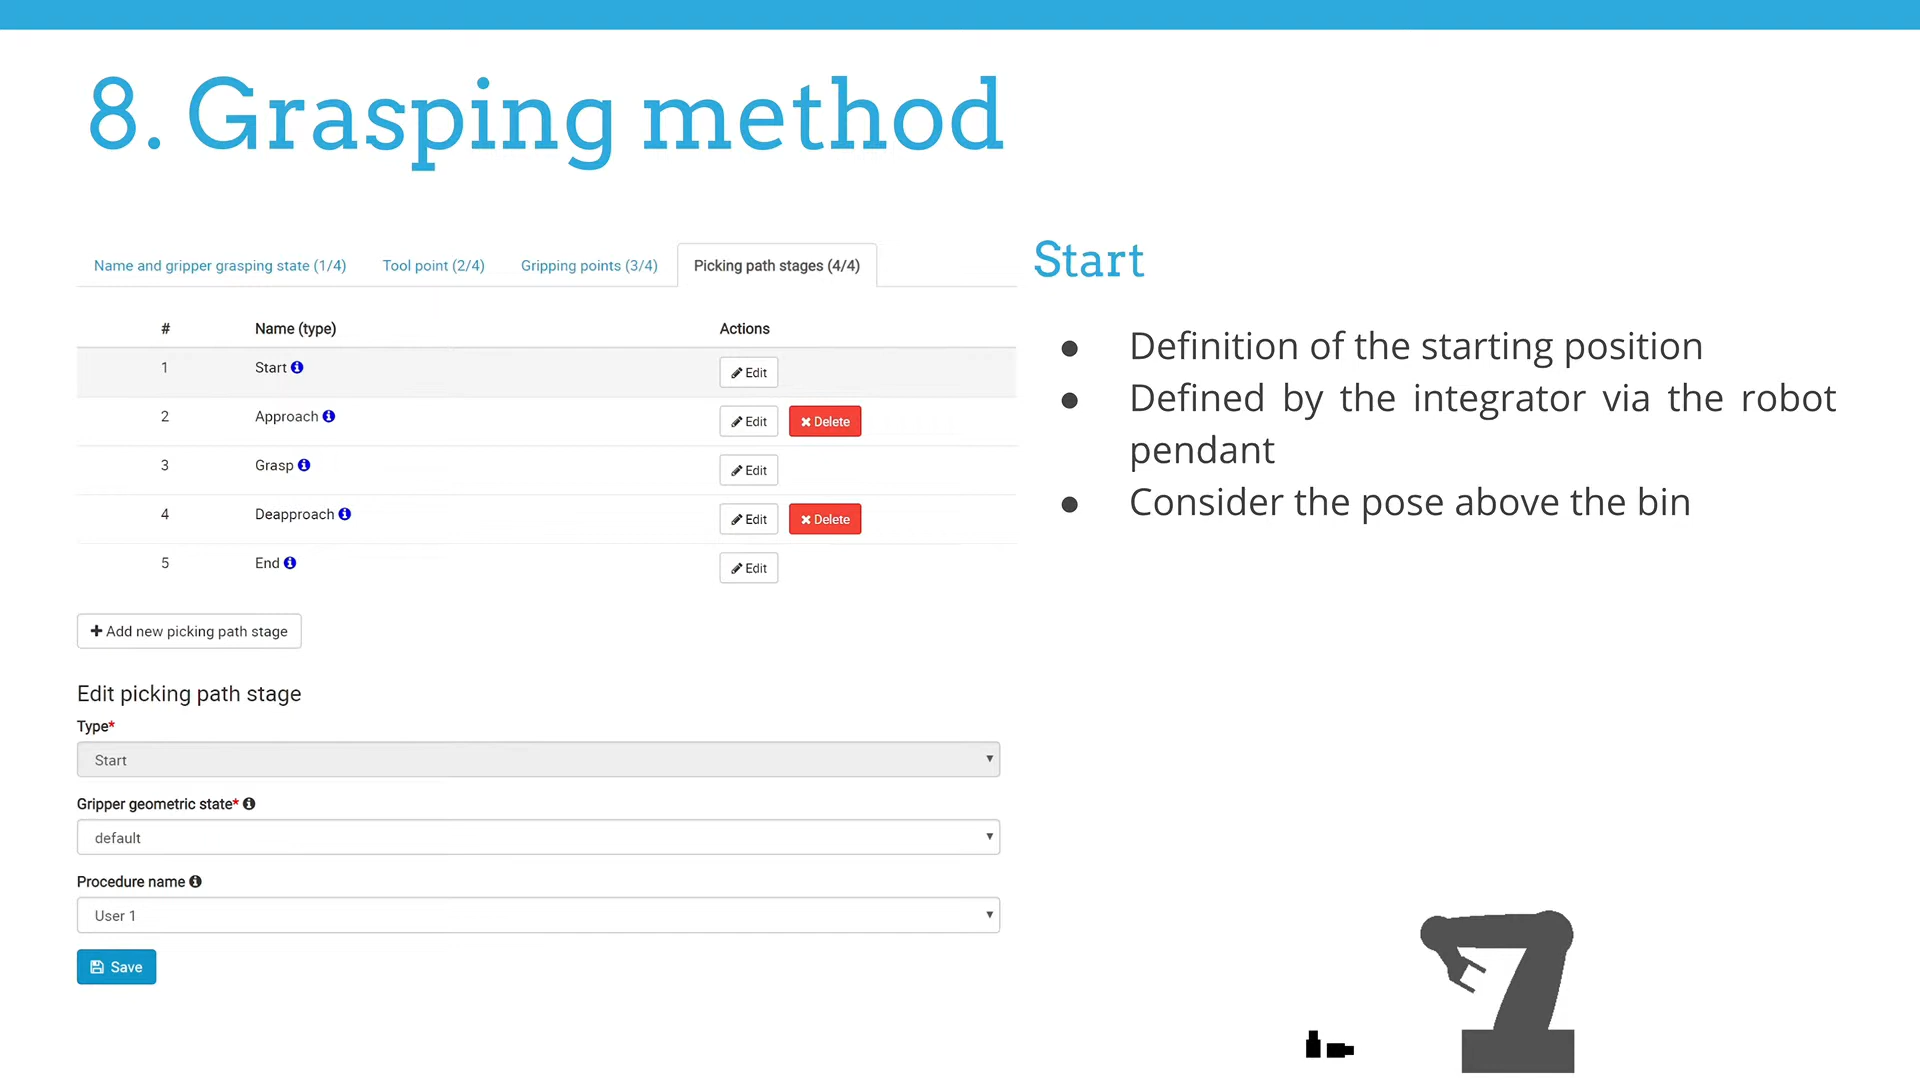 8. Grasping method
Name and gripper grasping state (1/4) Tool point (2/4) Gripping points (3/4) Picking path stages (4/4)
# Name (type) Actions
1 Start Edit
2 Approach Edit Delete
3 Grasp Edit
4 Deapproach Edit Delete
5 End Edit
Add new picking path stage
Edit picking path stage
Type*
Start
Gripper geometric state*
default
Procedure name
User 1
Save
Start
● Definition of the starting position
● Defined by the integrator via the robot
pendant
● Consider the pose above the bin